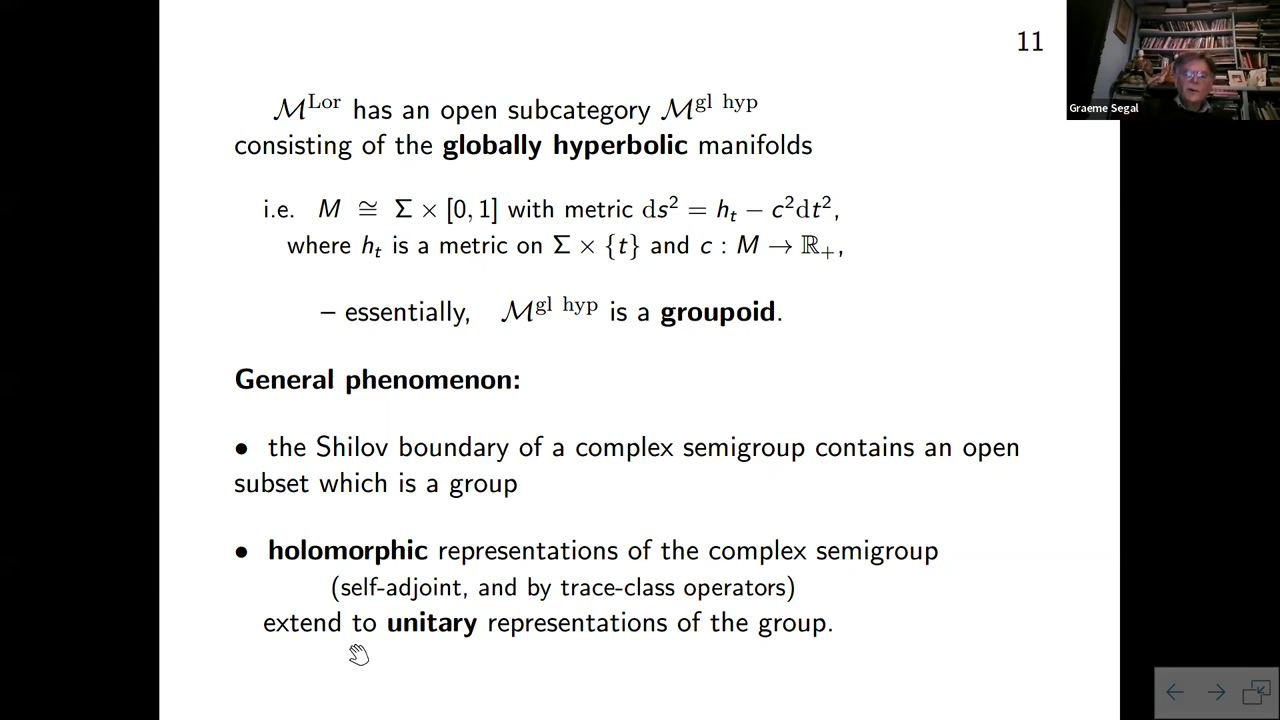 11
Graeme Segal
ℳ^Lor has an open subcategory ℳ^gl hyp
consisting of the globally hyperbolic manifolds
i.e. M ≅ Σ × [0, 1] with metric ds² = h_t − c²dt²,
where h_t is a metric on Σ × {t} and c : M → ℝ₊,
– essentially, ℳ^gl hyp is a groupoid.
General phenomenon:
• the Shilov boundary of a complex semigroup contains an open
subset which is a group
• holomorphic representations of the complex semigroup
(self-adjoint, and by trace-class operators)
extend to unitary representations of the group.